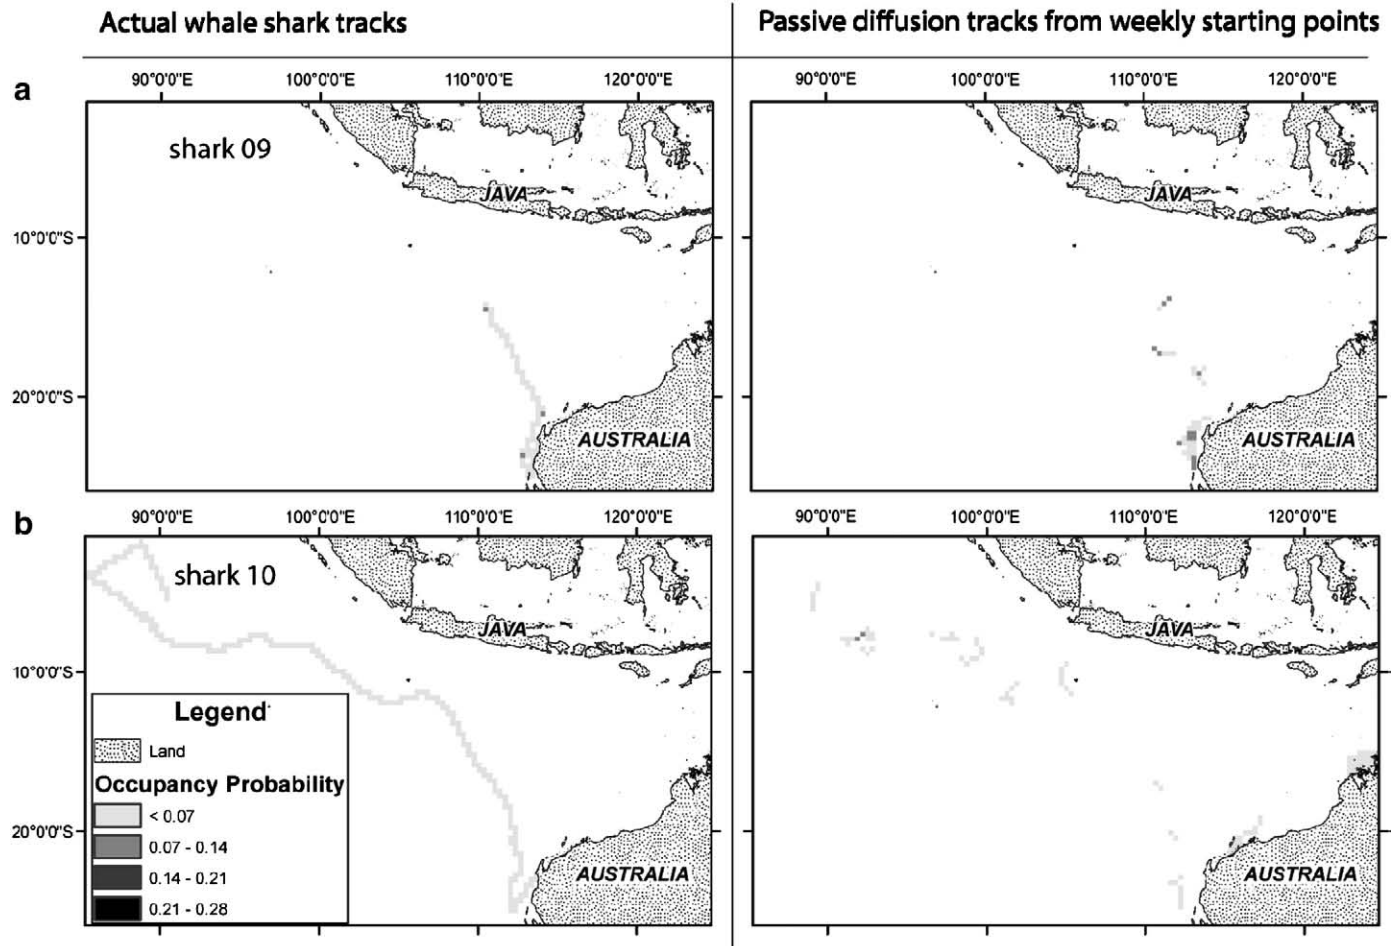 Actual whale shark tracks
Passive diffusion tracks from weekly starting points
a
90°0'0"E 100°0'0"E 110°0'0"E 120°0'0"E
90°0'0"E 100°0'0"E 110°0'0"E 120°0'0"E
shark 09
JAVA
JAVA
10°0'0"S
20°0'0"S
AUSTRALIA
AUSTRALIA
b
90°0'0"E 100°0'0"E 110°0'0"E 120°0'0"E
90°0'0"E 100°0'0"E 110°0'0"E 120°0'0"E
shark 10
JAVA
JAVA
10°0'0"S
20°0'0"S
Legend
Land
Occupancy Probability
< 0.07
0.07 - 0.14
0.14 - 0.21
0.21 - 0.28
AUSTRALIA
AUSTRALIA